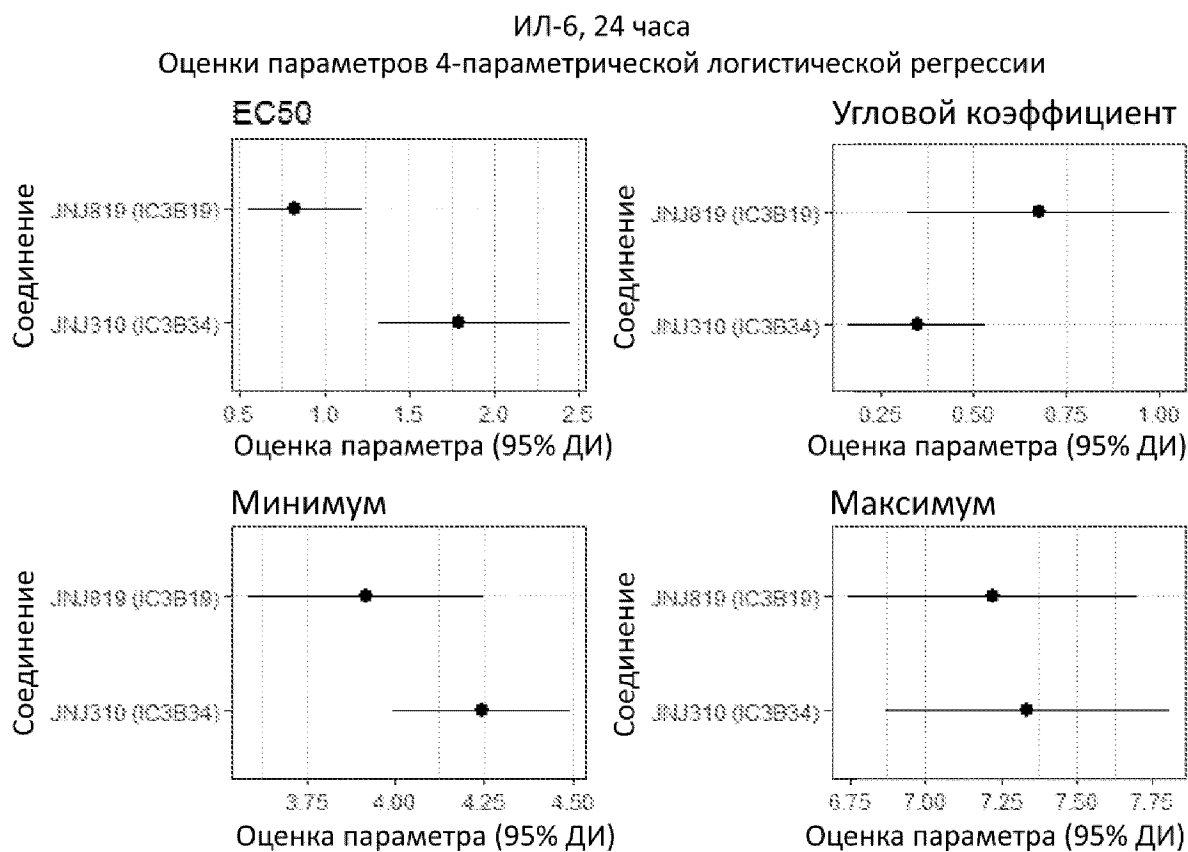 ИЛ-6, 24 часа
Оценки параметров 4-параметрической логистической регрессии
EC50
Соединение
JNJ819 (IC3B19)
JNJ310 (IC3B34)
0.5 1.0 1.5 2.0 2.5
Оценка параметра (95% ДИ)
Угловой коэффициент
Соединение
JNJ819 (IC3B19)
JNJ310 (IC3B34)
0.25 0.50 0.75 1.00
Оценка параметра (95% ДИ)
Минимум
Соединение
JNJ819 (IC3B19)
JNJ310 (IC3B34)
3.75 4.00 4.25 4.50
Оценка параметра (95% ДИ)
Максимум
Соединение
JNJ819 (IC3B19)
JNJ310 (IC3B34)
6.75 7.00 7.25 7.50 7.75
Оценка параметра (95% ДИ)